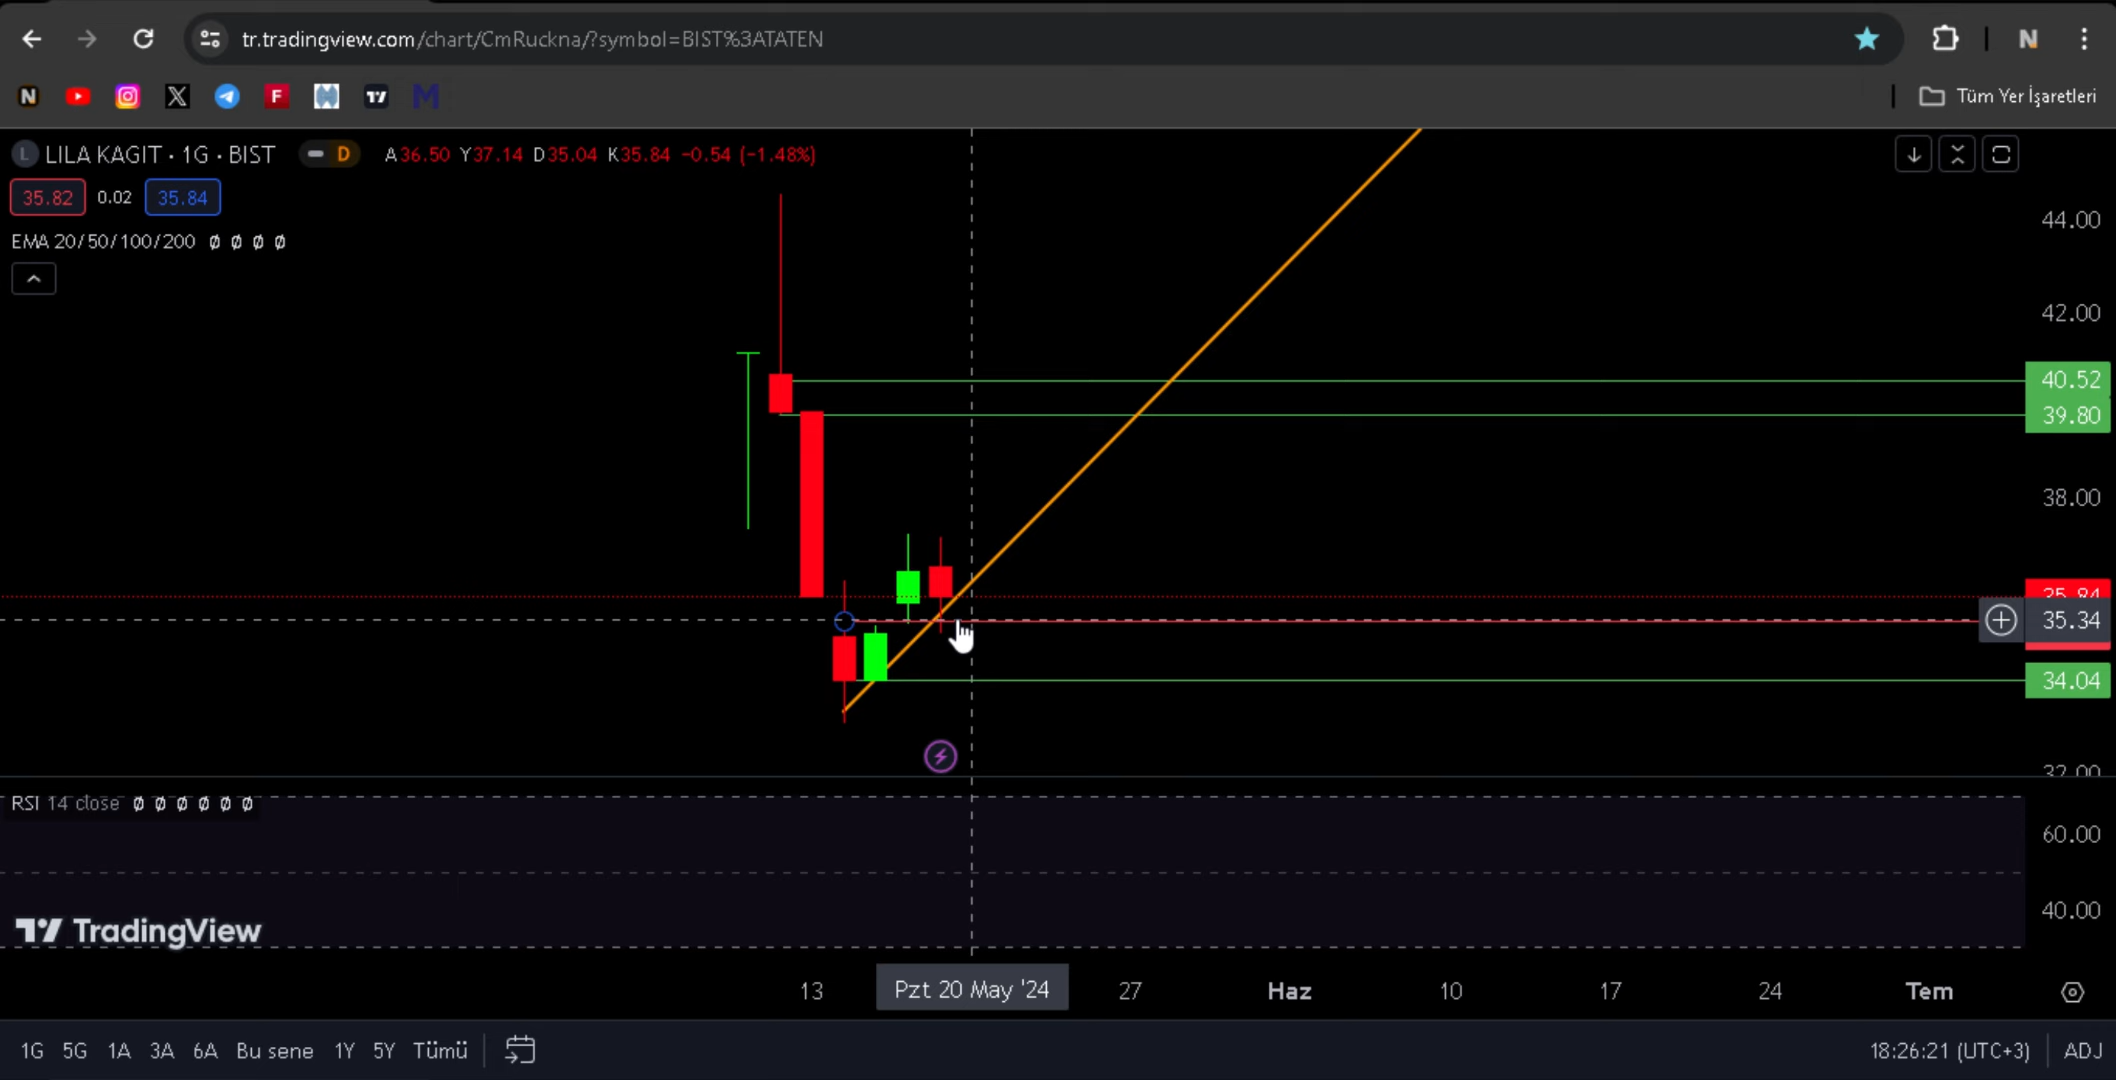 tr.tradingview.com/chart/CmRuckna/?symbol=BIST%3ATATEN
N
N
F
M
Tüm Yer İşaretleri
L LILA KAGIT · 1G · BIST D A36.50 Y37.14 D35.04 K35.84 −0.54 (−1.48%)
35.82 0.02 35.84
EMA 20/50/100/200 ∅ ∅ ∅ ∅
44.00
42.00
40.52
39.80
38.00
35.84
35.34
34.04
32.00
RSI 14 close ∅ ∅ ∅ ∅ ∅ ∅
60.00
40.00
TradingView
13 Pzt 20 May '24 27 Haz 10 17 24 Tem
1G 5G 1A 3A 6A Bu sene 1Y 5Y Tümü 18:26:21 (UTC+3) ADJ